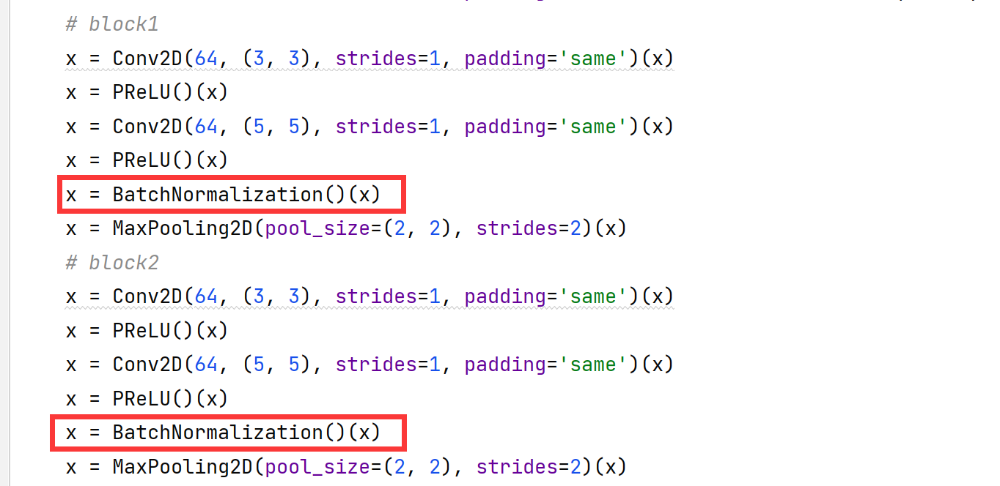 # block1
x = Conv2D(64, (3, 3), strides=1, padding='same')(x)
x = PReLU()(x)
x = Conv2D(64, (5, 5), strides=1, padding='same')(x)
x = PReLU()(x)
x = BatchNormalization()(x)
x = MaxPooling2D(pool_size=(2, 2), strides=2)(x)
# block2
x = Conv2D(64, (3, 3), strides=1, padding='same')(x)
x = PReLU()(x)
x = Conv2D(64, (5, 5), strides=1, padding='same')(x)
x = PReLU()(x)
x = BatchNormalization()(x)
x = MaxPooling2D(pool_size=(2, 2), strides=2)(x)